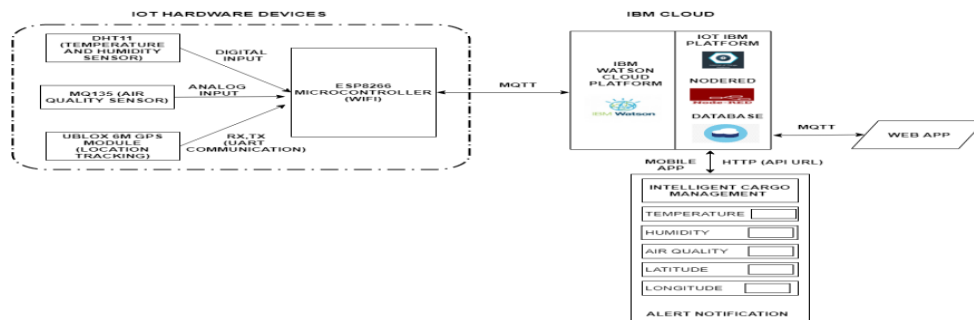 IOT HARDWARE DEVICES
DHT11
(TEMPERATURE
AND HUMIDITY
SENSOR)
DIGITAL
INPUT
MQ135 (AIR
QUALITY SENSOR)
ANALOG
INPUT
UBLOX 6M GPS
MODULE
(LOCATION
TRACKING)
RX,TX
(UART
COMMUNICATION)
ESP8266
MICROCONTROLLER
(WIFI)
MQTT
IBM CLOUD
IBM
WATSON
CLOUD
PLATFORM
IBM Watson
IOT IBM
PLATFORM
NODERED
Node-RED
DATABASE
MQTT
WEB APP
MOBILE
APP
HTTP (API URL)
INTELLIGENT CARGO
MANAGEMENT
TEMPERATURE
HUMIDITY
AIR QUALITY
LATITUDE
LONGITUDE
ALERT NOTIFICATION